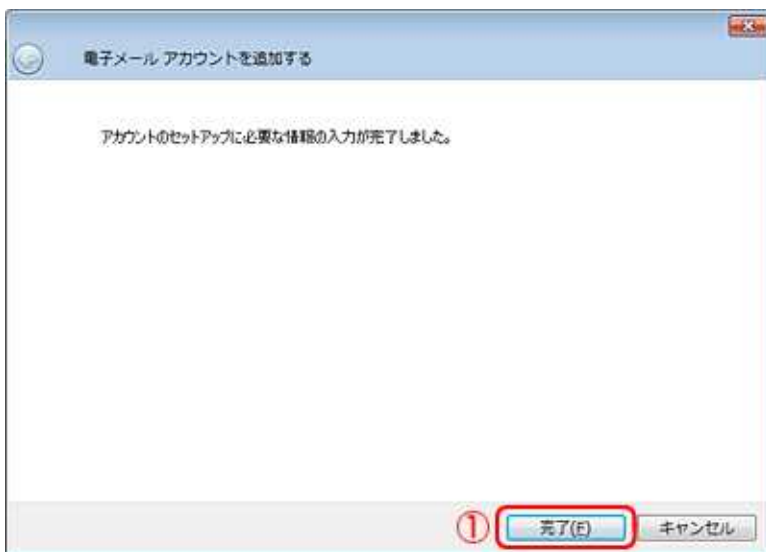 電子メール アカウントを追加する
アカウントのセットアップに必要な情報の入力が完了しました。
① 完了(F) キャンセル